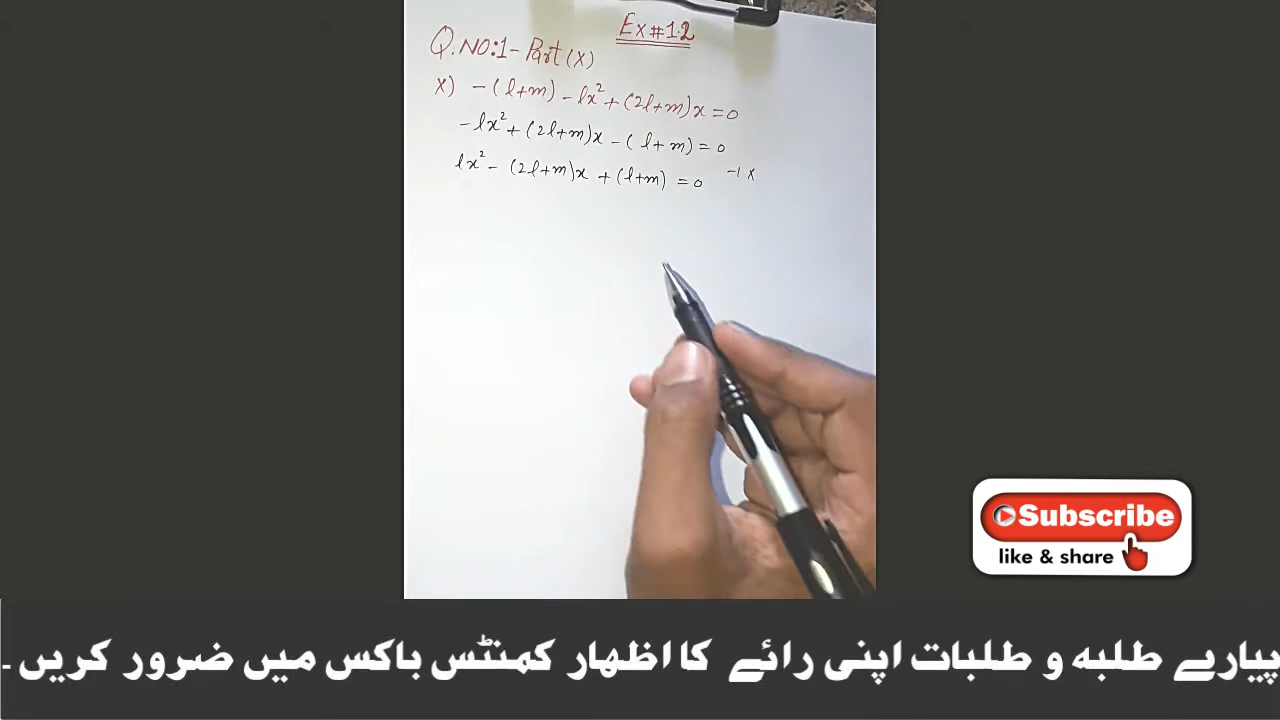 Ex#1.2
Q.NO:1- Part (X)
X) -(l+m) - lx² + (2l+m)x = 0
-lx² + (2l+m)x - (l+m) = 0
lx² - (2l+m)x + (l+m) = 0 -1 X
Subscribe
like & share
پیارے طلبہ و طلبات اپنی رائے کا اظہار کمنٹس باکس میں ضرور کریں۔